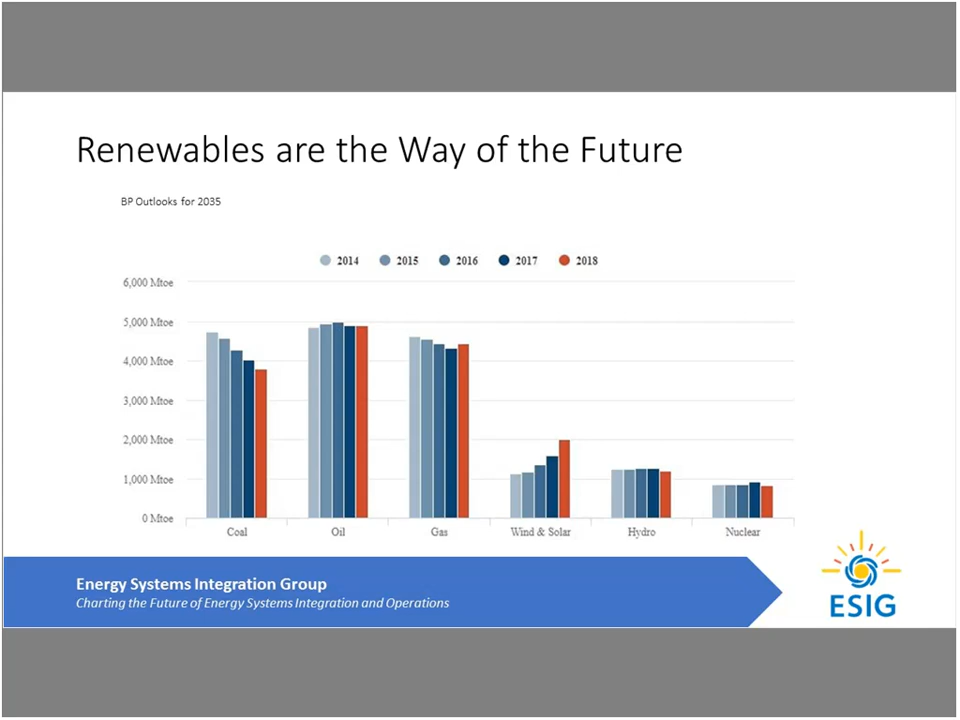 Renewables are the Way of the Future
BP Outlooks for 2035
2014 2015 2016 2017 2018
6,000 Mtoe
5,000 Mtoe
4,000 Mtoe
3,000 Mtoe
2,000 Mtoe
1,000 Mtoe
0 Mtoe
Coal Oil Gas Wind & Solar Hydro Nuclear
Energy Systems Integration Group
Charting the Future of Energy Systems Integration and Operations
ESIG